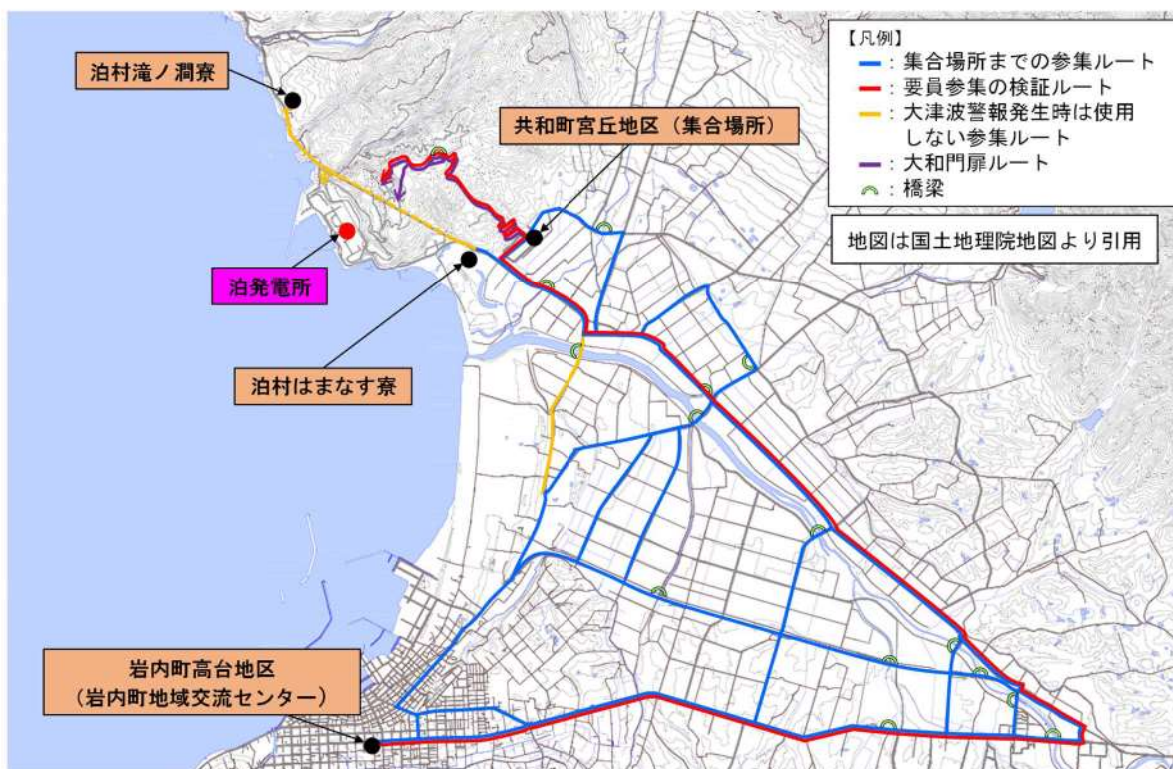 泊村滝ノ澗寮
共和町宮丘地区（集合場所）
【凡例】
：集合場所までの参集ルート
：要員参集の検証ルート
：大津波警報発生時は使用
しない参集ルート
：大和門扉ルート
：橋梁
地図は国土地理院地図より引用
泊発電所
泊村はまなす寮
岩内町高台地区
（岩内町地域交流センター）